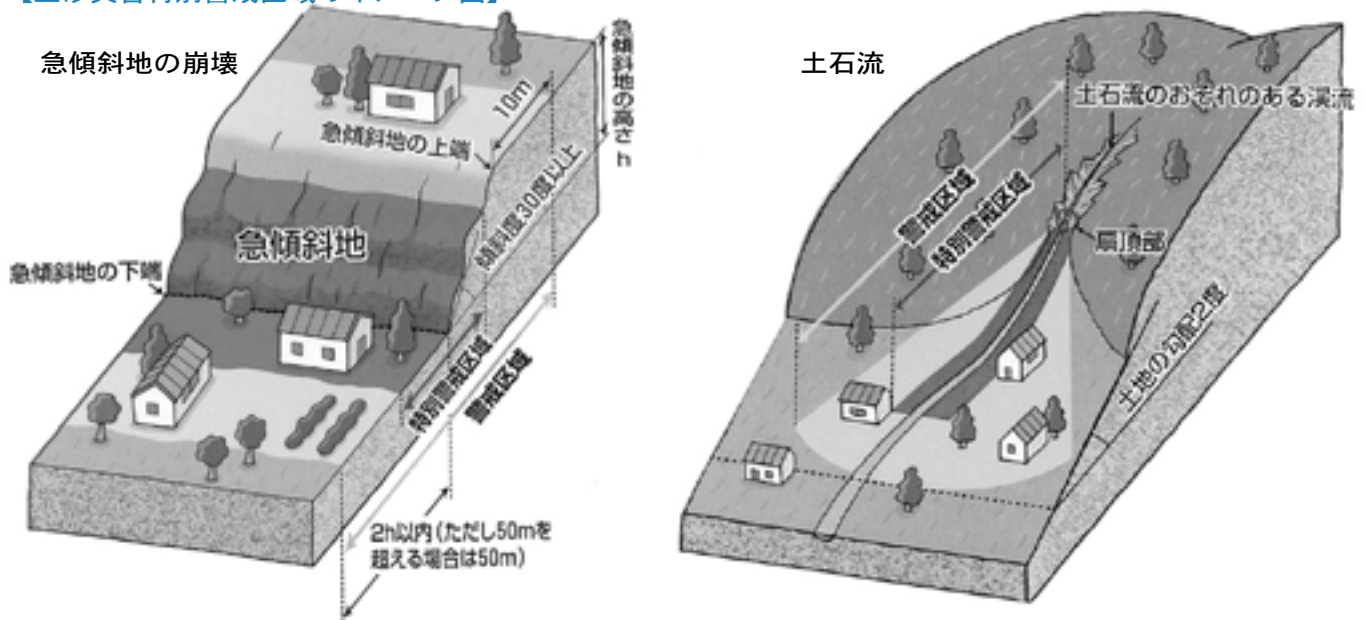 急傾斜地の崩壊
急傾斜地の高さh
10m
急傾斜地の上端
傾斜度30度以上
急傾斜地
急傾斜地の下端
特別警戒区域
警戒区域
2h以内(ただし50mを
超える場合は50m)
土石流
土石流のおそれのある渓流
警戒区域
特別警戒区域
扇頂部
土地の勾配2度